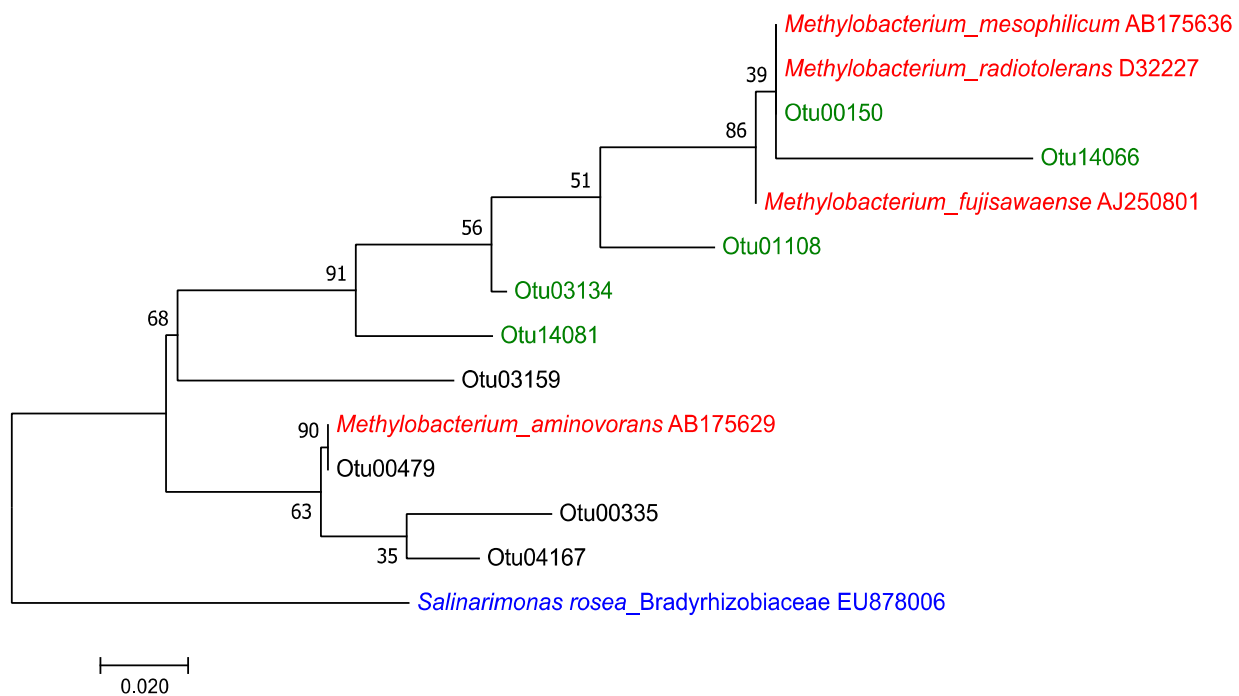 Methylobacterium_mesophilicum AB175636
39
Methylobacterium_radiotolerans D32227
Otu00150
86
Otu14066
51
Methylobacterium_fujisawaense AJ250801
56
Otu01108
91
Otu03134
68
Otu14081
Otu03159
90
Methylobacterium_aminovorans AB175629
Otu00479
63
Otu00335
35
Otu04167
Salinarimonas rosea_Bradyrhizobiaceae EU878006
0.020